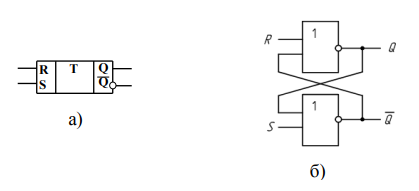 R T Q
S Q̅
а)
R 1 Q
1
S Q̅
б)